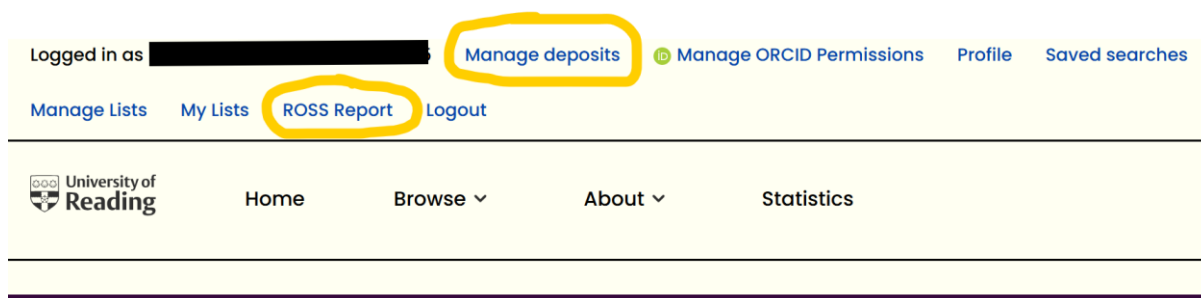 Logged in as Manage deposits Manage ORCID Permissions Profile Saved searches
Manage Lists My Lists ROSS Report Logout
University of
Reading
Home Browse About Statistics